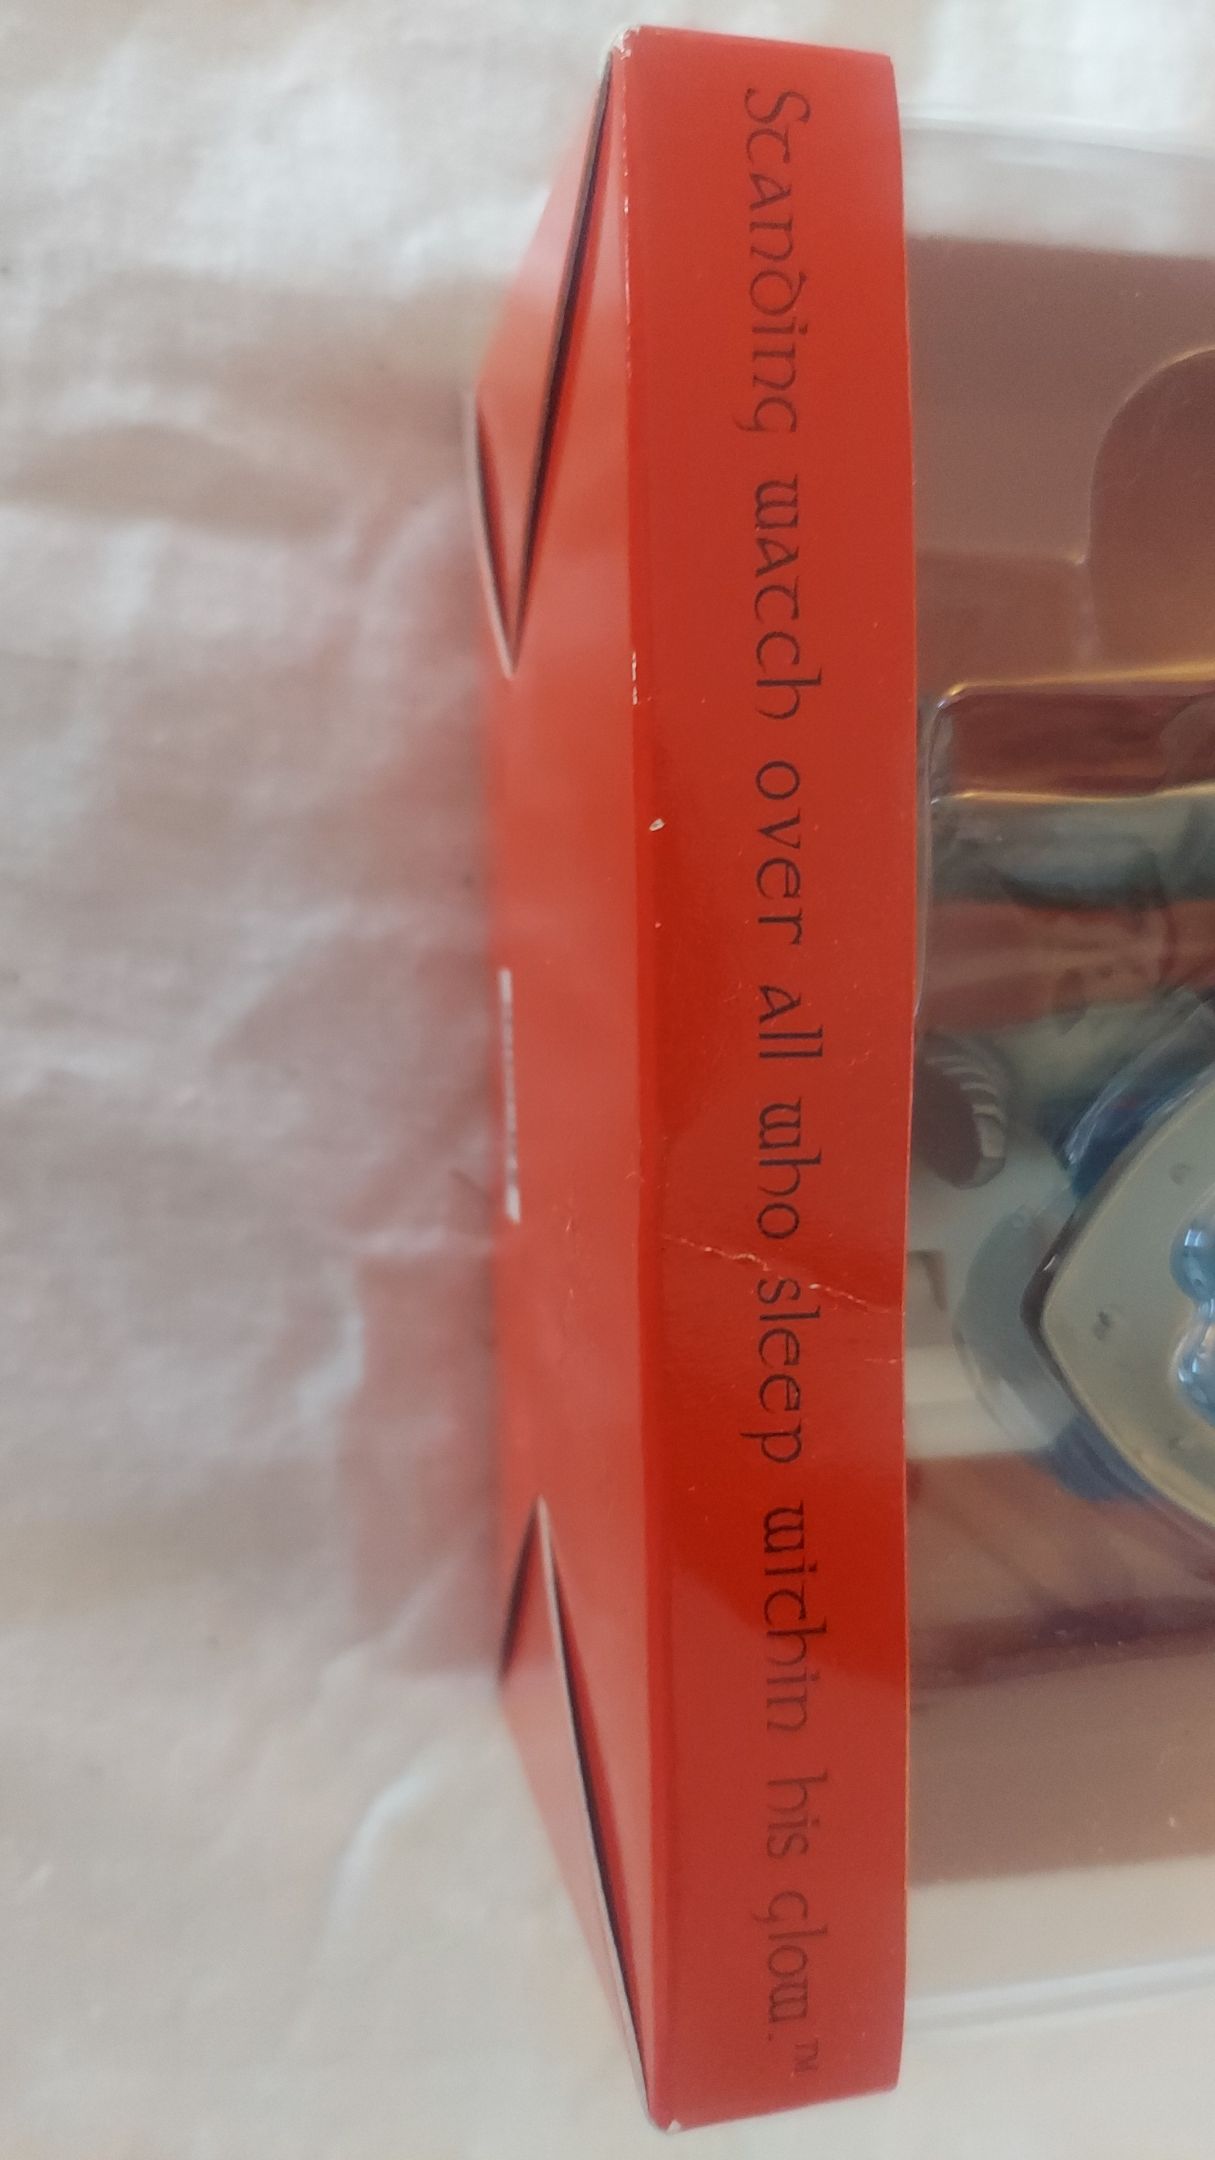 Standing watch over all who sleep within his glow.™